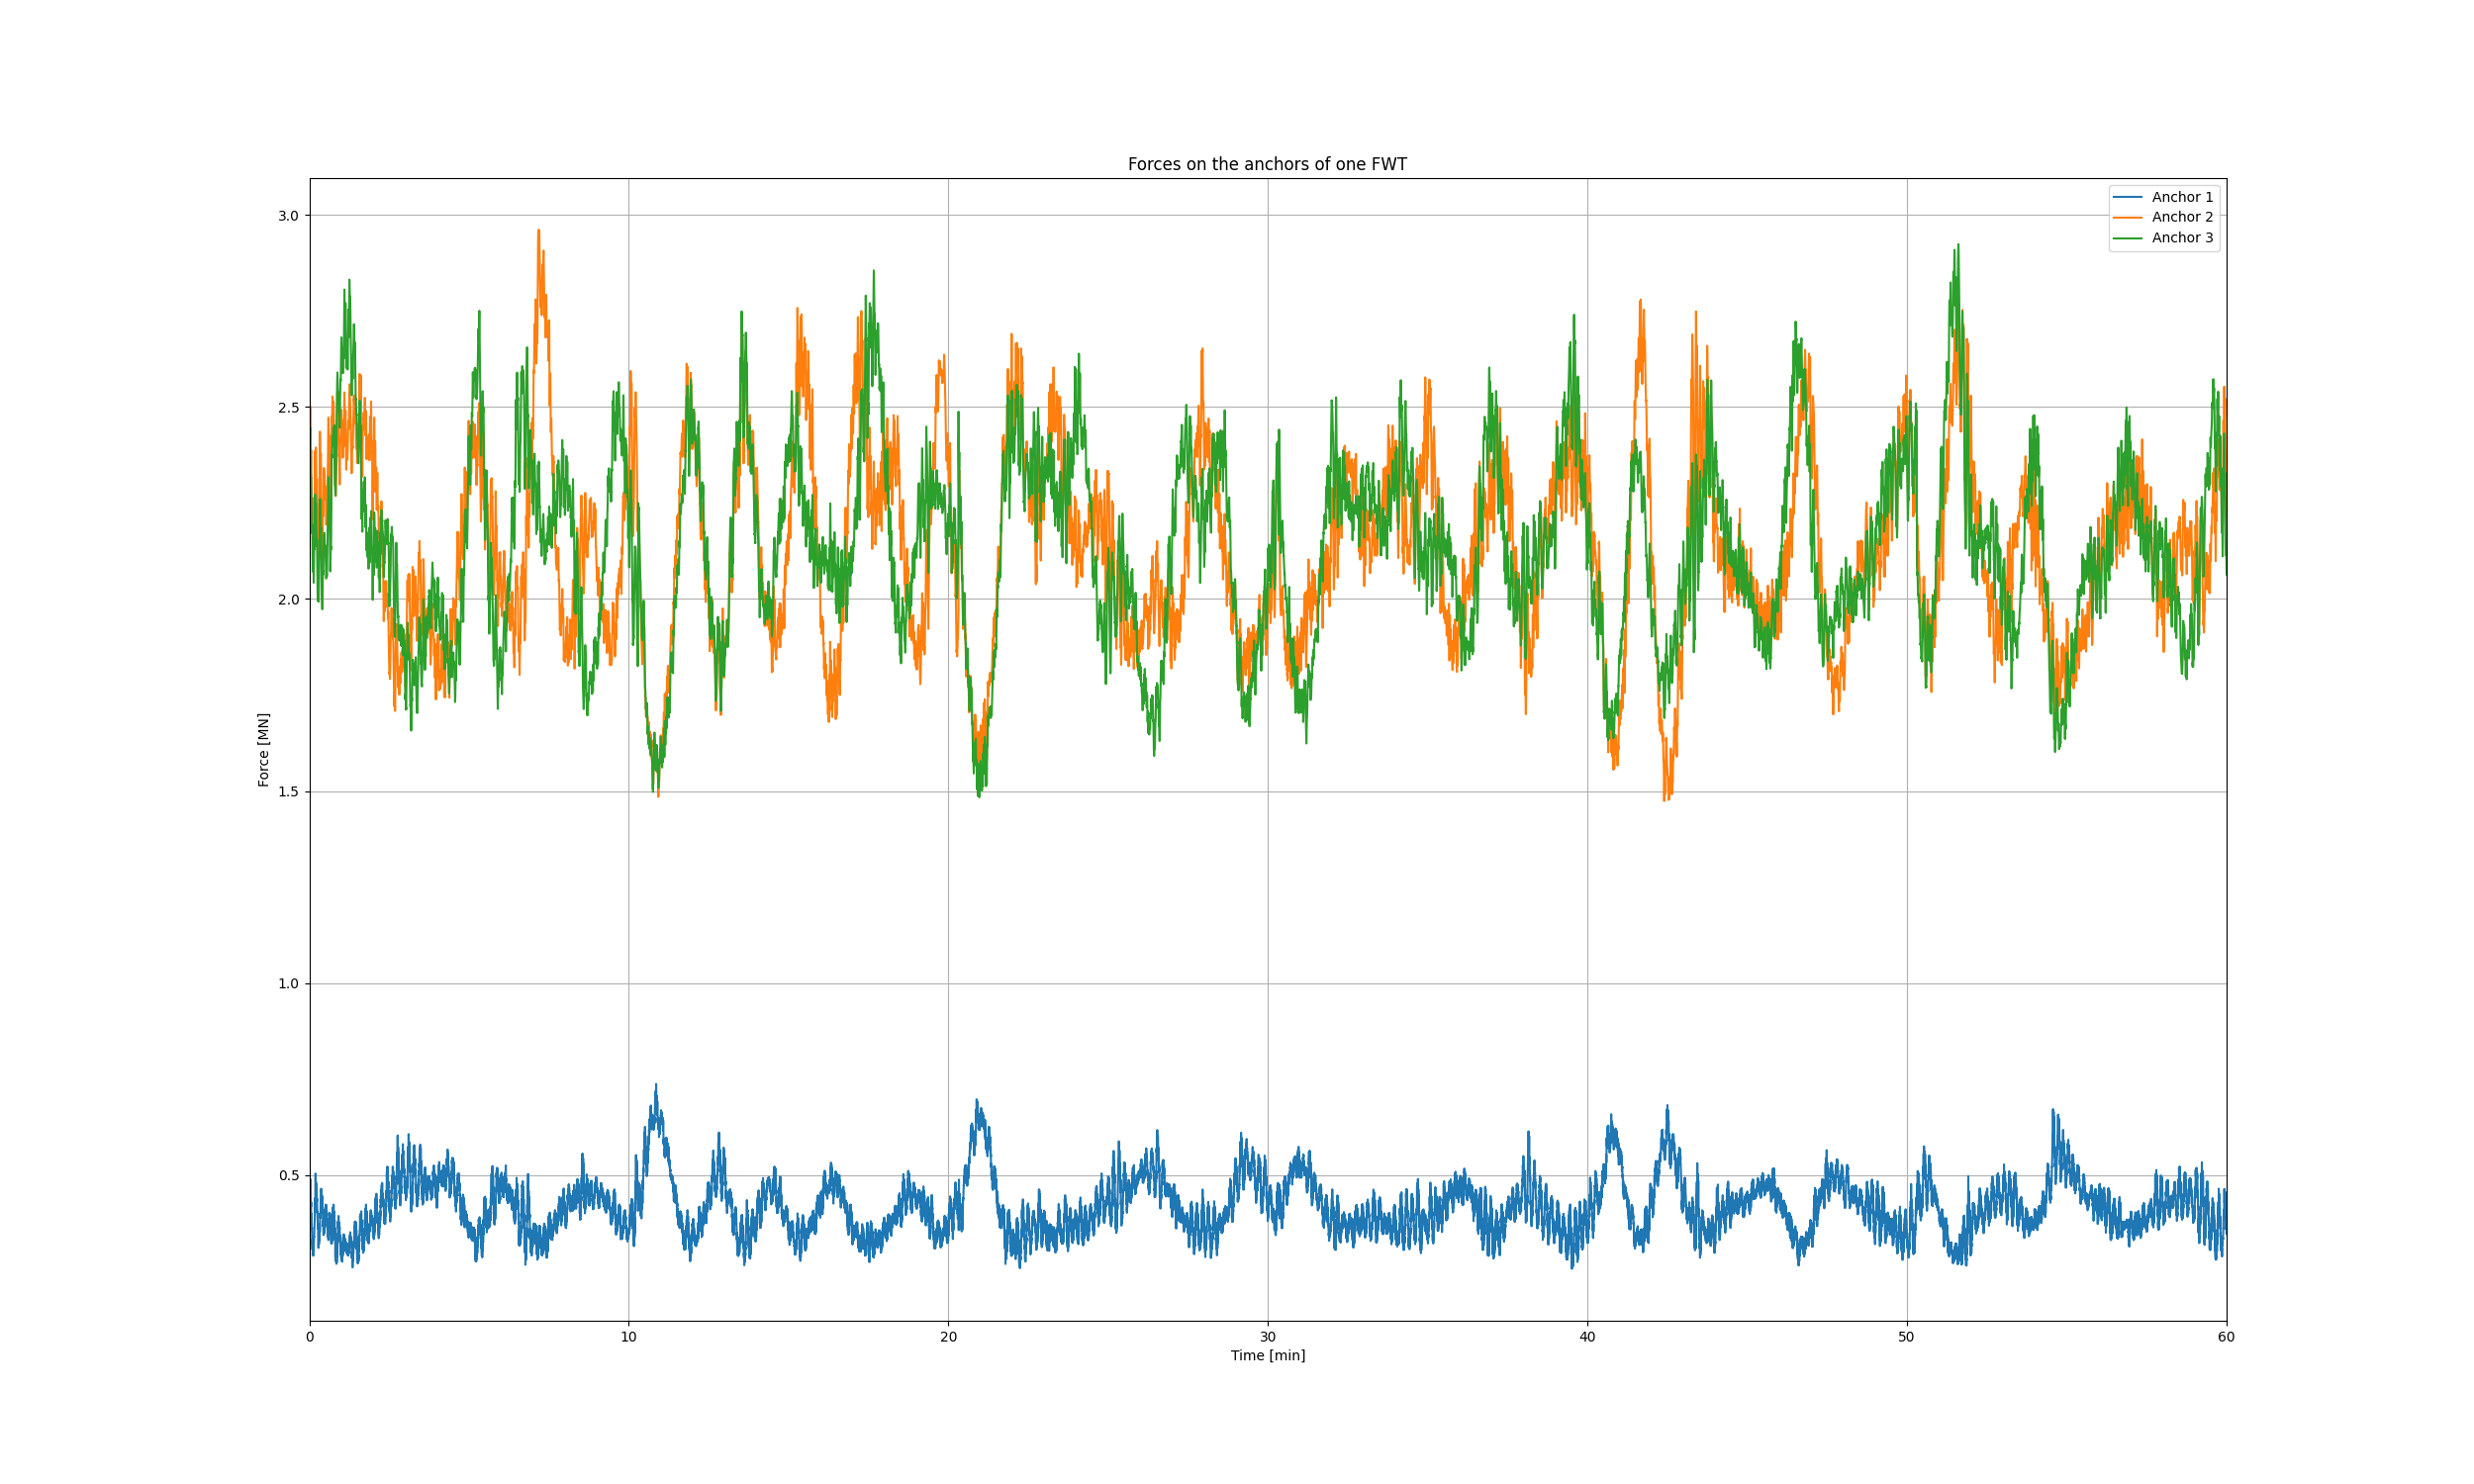 Forces on the anchors of one FWT
Anchor 1
Anchor 2
Anchor 3
Force [MN]
3.0
2.5
2.0
1.5
1.0
0.5
0 10 20 30 40 50 60
Time [min]